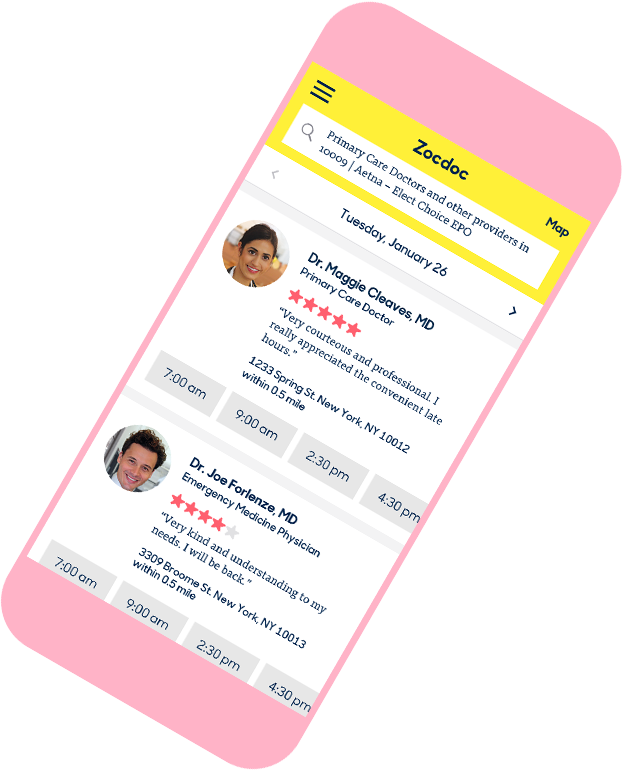 Zocdoc
Map
Primary Care Doctors and other providers in
10009 | Aetna – Elect Choice EPO
Tuesday, January 26
Dr. Maggie Cleaves, MD
Primary Care Doctor
“Very courteous and professional. I
really appreciated the convenient late
hours.”
1233 Spring St. New York, NY 10012
within 0.5 mile
7:00 am
9:00 am
2:30 pm
4:30 pm
Dr. Joe Forlenze, MD
Emergency Medicine Physician
“Very kind and understanding to my
needs. I will be back.”
3309 Broome St. New York, NY 10013
within 0.5 mile
7:00 am
9:00 am
2:30 pm
4:30 pm